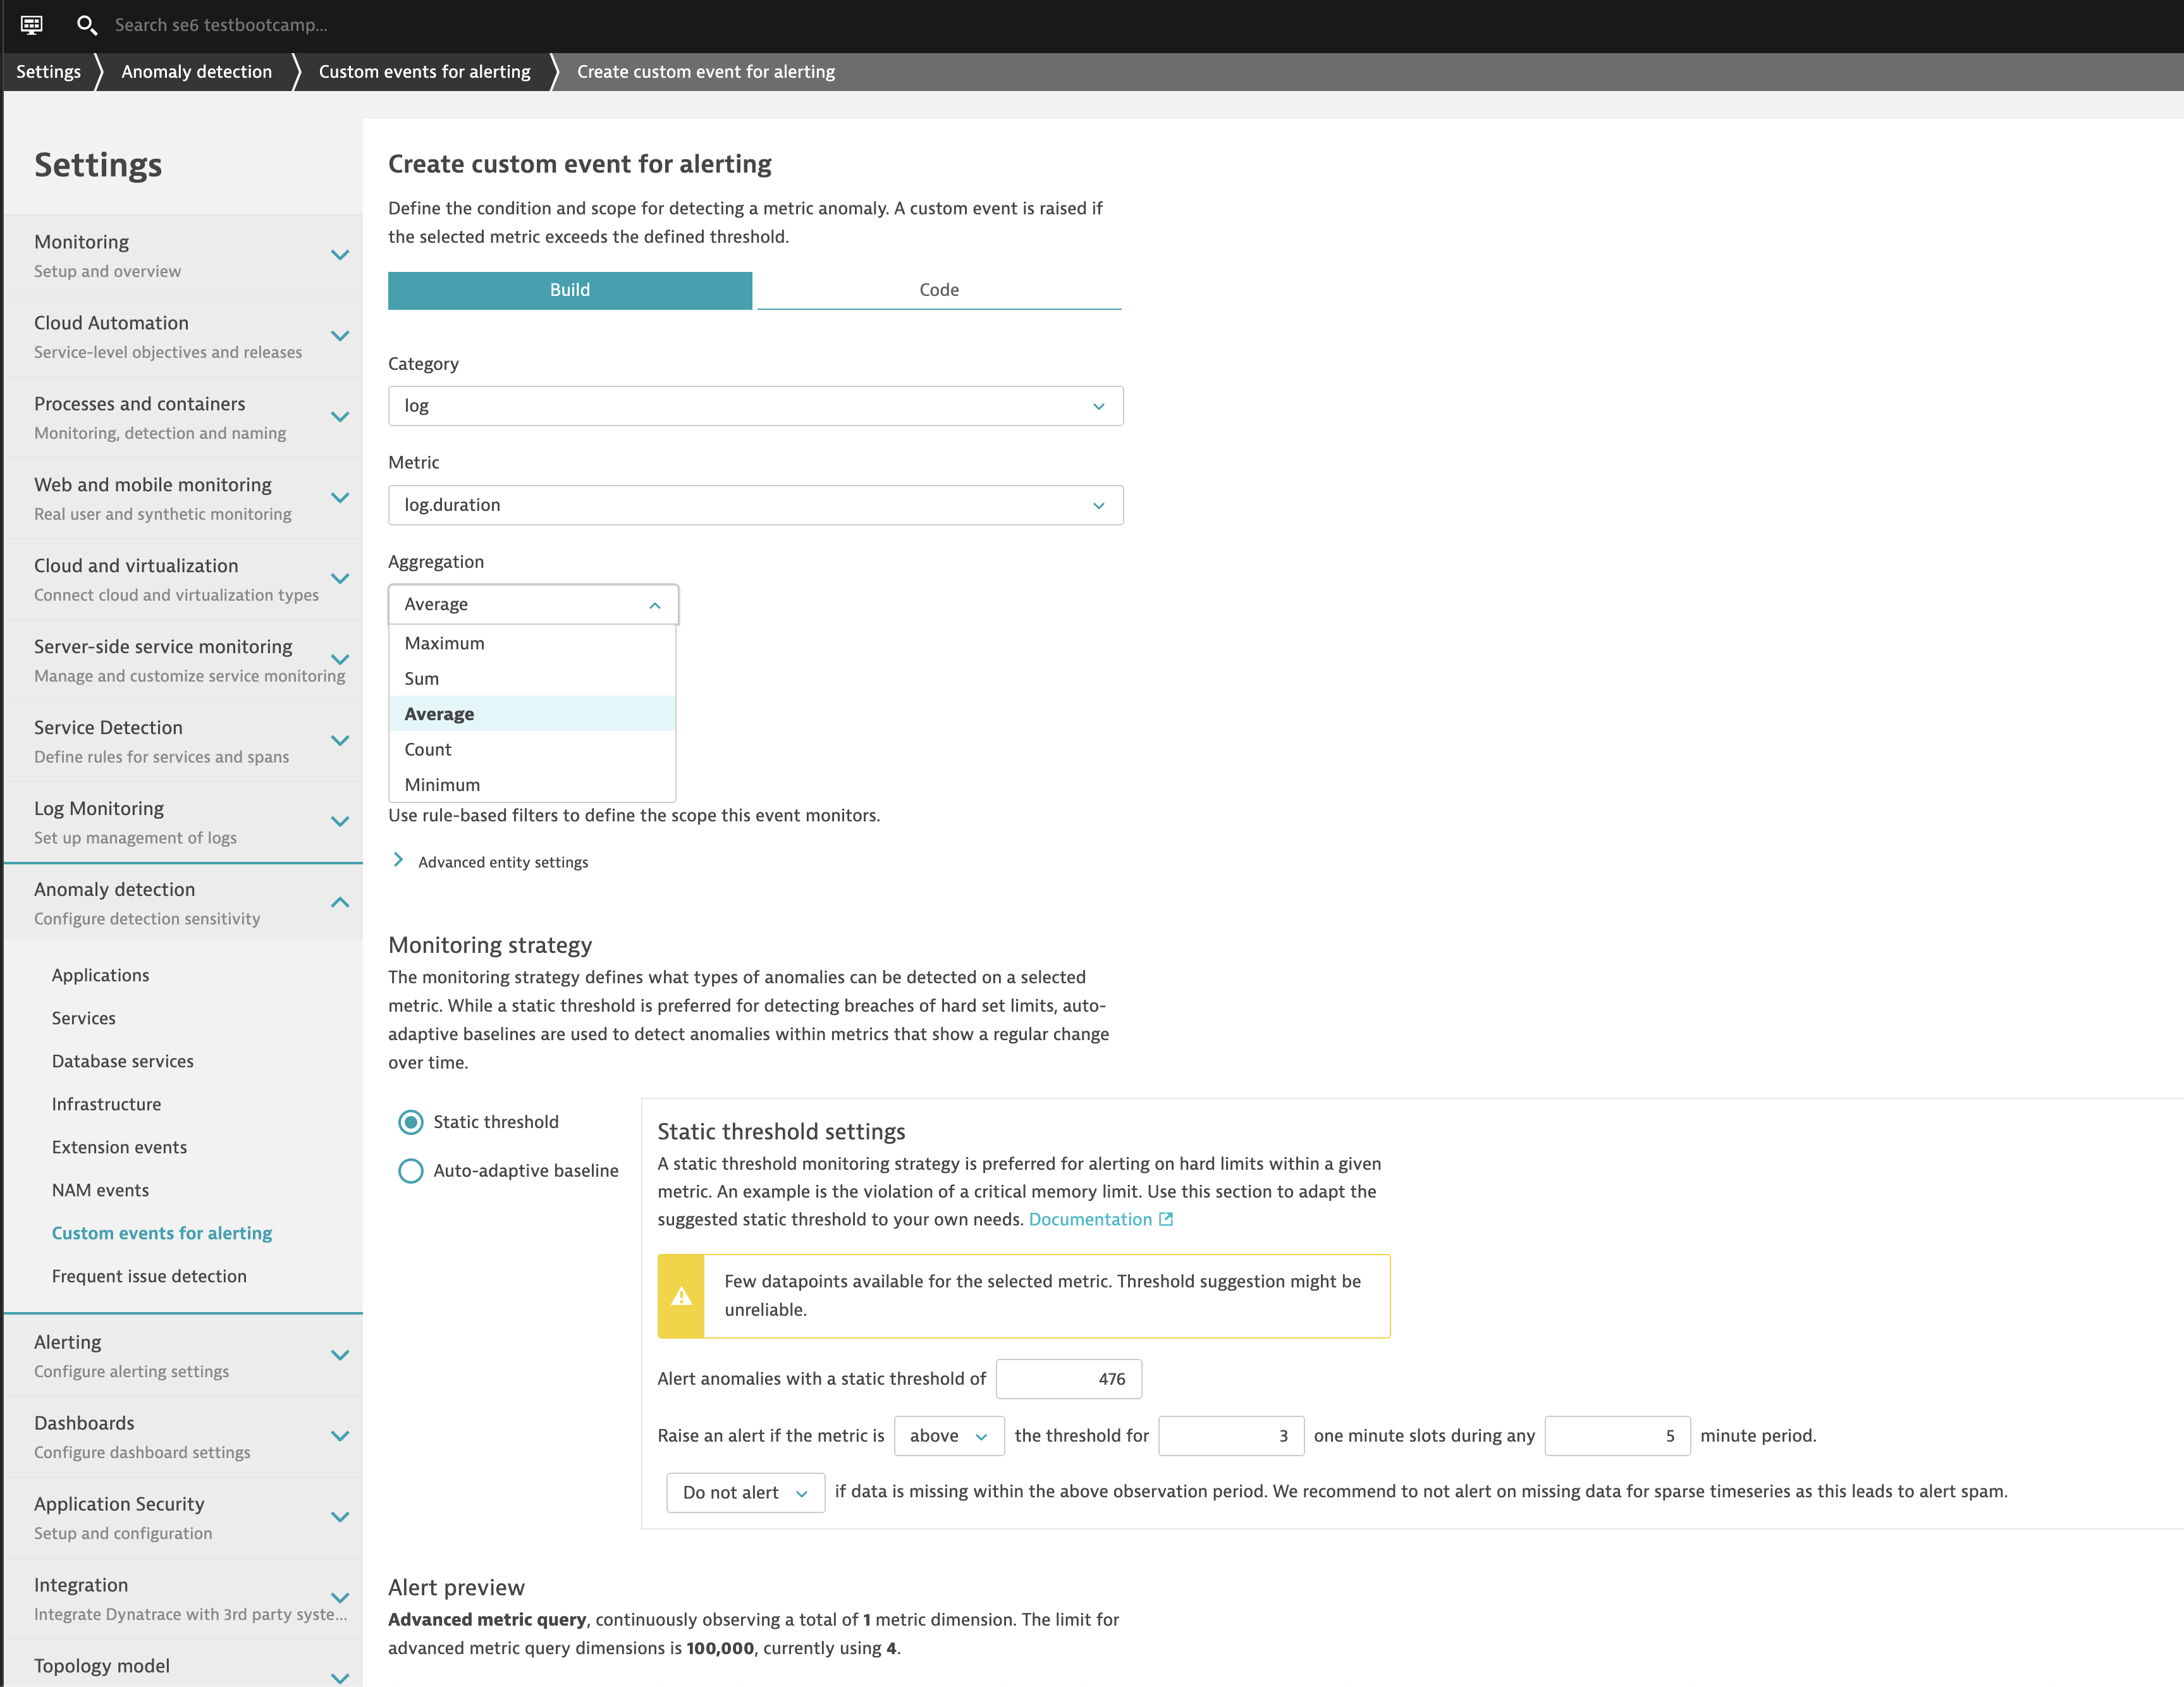 Search se6 testbootcamp...
Settings
Anomaly detection
Custom events for alerting
Create custom event for alerting
Settings
Monitoring
Setup and overview
Cloud Automation
Service-level objectives and releases
Processes and containers
Monitoring, detection and naming
Web and mobile monitoring
Real user and synthetic monitoring
Cloud and virtualization
Connect cloud and virtualization types
Server-side service monitoring
Manage and customize service monitoring
Service Detection
Define rules for services and spans
Log Monitoring
Set up management of logs
Anomaly detection
Configure detection sensitivity
Applications
Services
Database services
Infrastructure
Extension events
NAM events
Custom events for alerting
Frequent issue detection
Alerting
Configure alerting settings
Dashboards
Configure dashboard settings
Application Security
Setup and configuration
Integration
Integrate Dynatrace with 3rd party syste...
Topology model
Create custom event for alerting
Define the condition and scope for detecting a metric anomaly. A custom event is raised if
the selected metric exceeds the defined threshold.
Build
Code
Category
log
Metric
log.duration
Aggregation
Average
Maximum
Sum
Average
Count
Minimum
Use rule-based filters to define the scope this event monitors.
Advanced entity settings
Monitoring strategy
The monitoring strategy defines what types of anomalies can be detected on a selected
metric. While a static threshold is preferred for detecting breaches of hard set limits, auto-
adaptive baselines are used to detect anomalies within metrics that show a regular change
over time.
Static threshold
Auto-adaptive baseline
Static threshold settings
A static threshold monitoring strategy is preferred for alerting on hard limits within a given
metric. An example is the violation of a critical memory limit. Use this section to adapt the
suggested static threshold to your own needs. Documentation
Few datapoints available for the selected metric. Threshold suggestion might be
unreliable.
Alert anomalies with a static threshold of 476
Raise an alert if the metric is above the threshold for 3 one minute slots during any 5 minute period.
Do not alert if data is missing within the above observation period. We recommend to not alert on missing data for sparse timeseries as this leads to alert spam.
Alert preview
Advanced metric query, continuously observing a total of 1 metric dimension. The limit for
advanced metric query dimensions is 100,000, currently using 4.